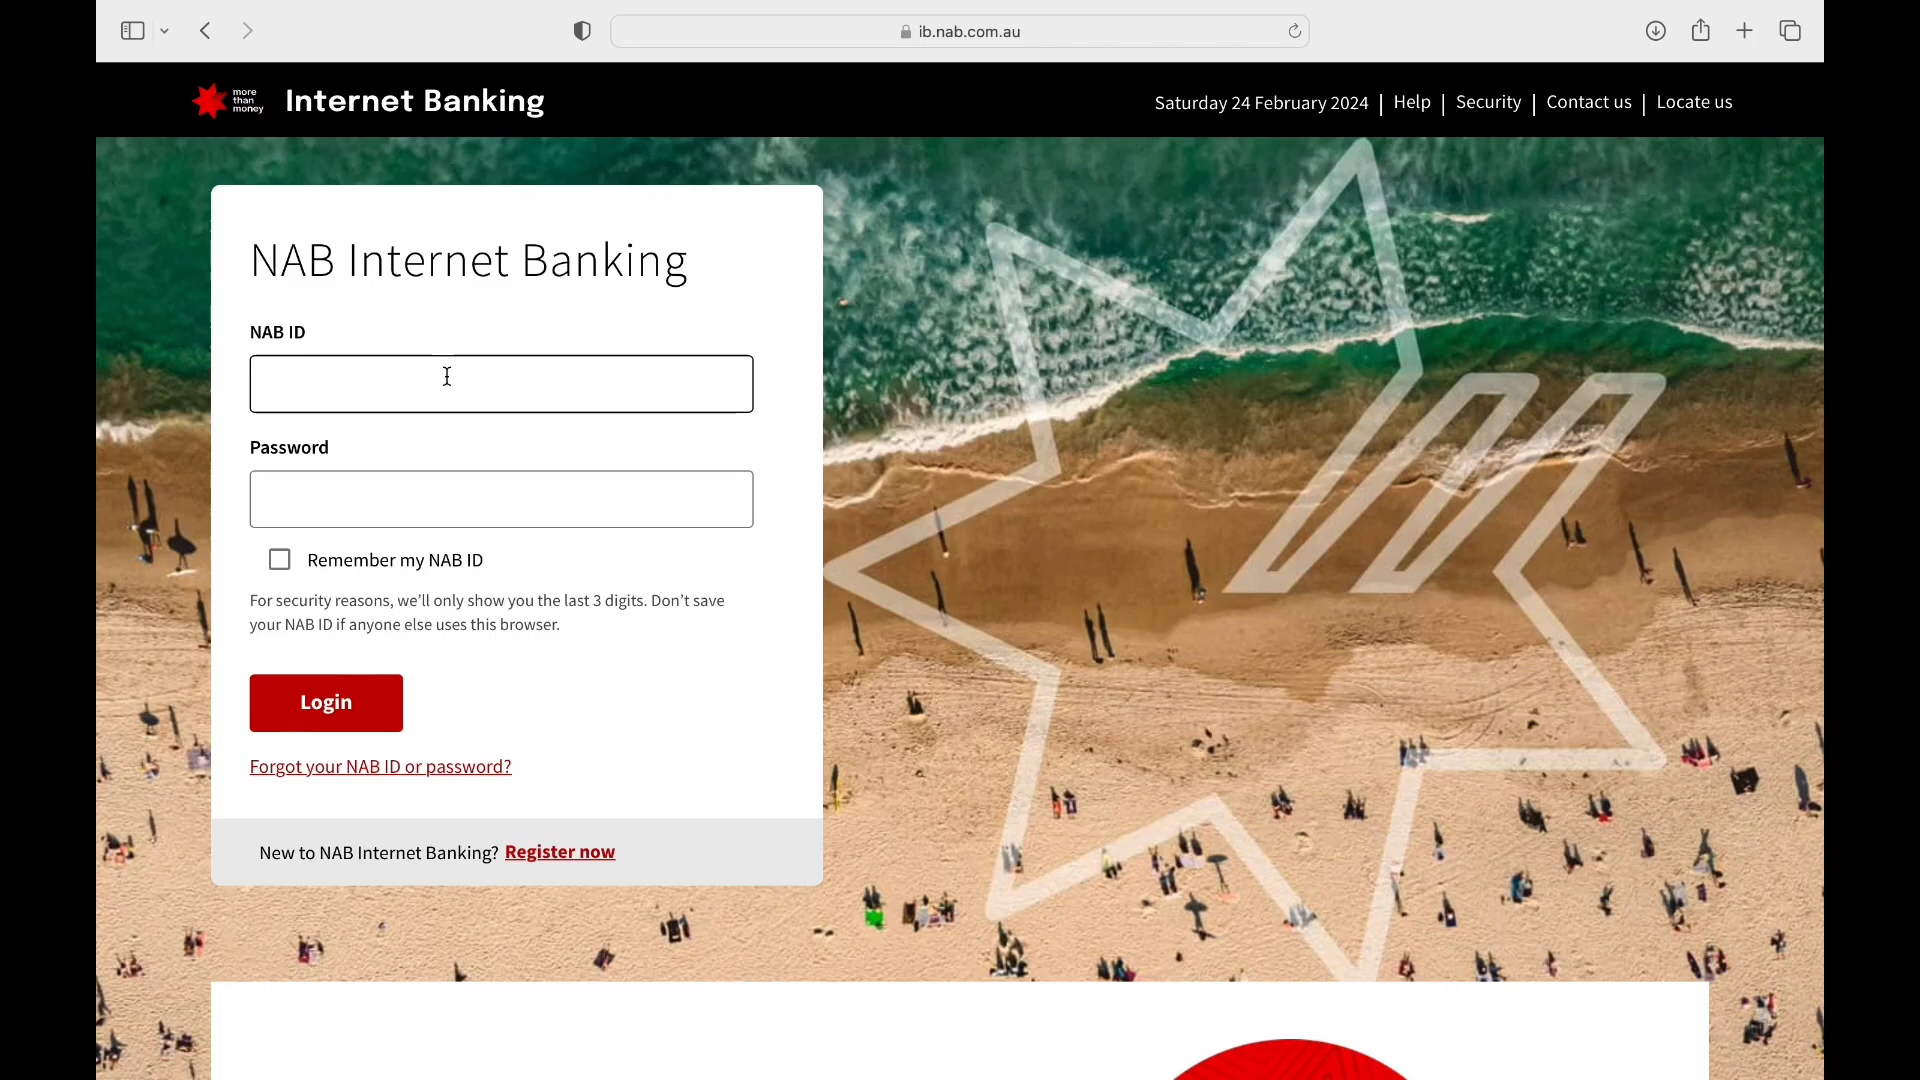 ib.nab.com.au
more
than
money
Internet Banking
Saturday 24 February 2024 | Help | Security | Contact us | Locate us
NAB Internet Banking
NAB ID
Password
Remember my NAB ID
For security reasons, we'll only show you the last 3 digits. Don't save
your NAB ID if anyone else uses this browser.
Login
Forgot your NAB ID or password?
New to NAB Internet Banking? Register now